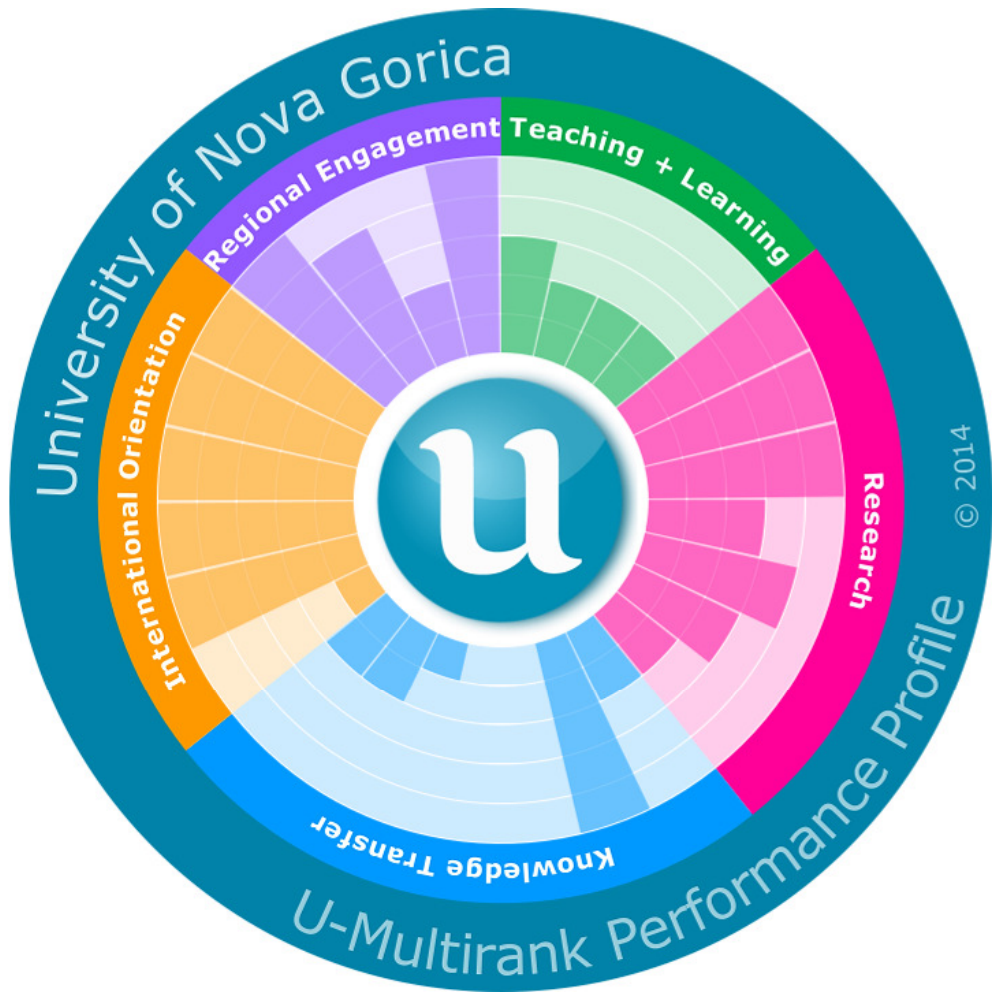 University of Nova Gorica
Regional Engagement
Teaching + Learning
International Orientation
u
Research
© 2014
Knowledge Transfer
U-Multirank Performance Profile